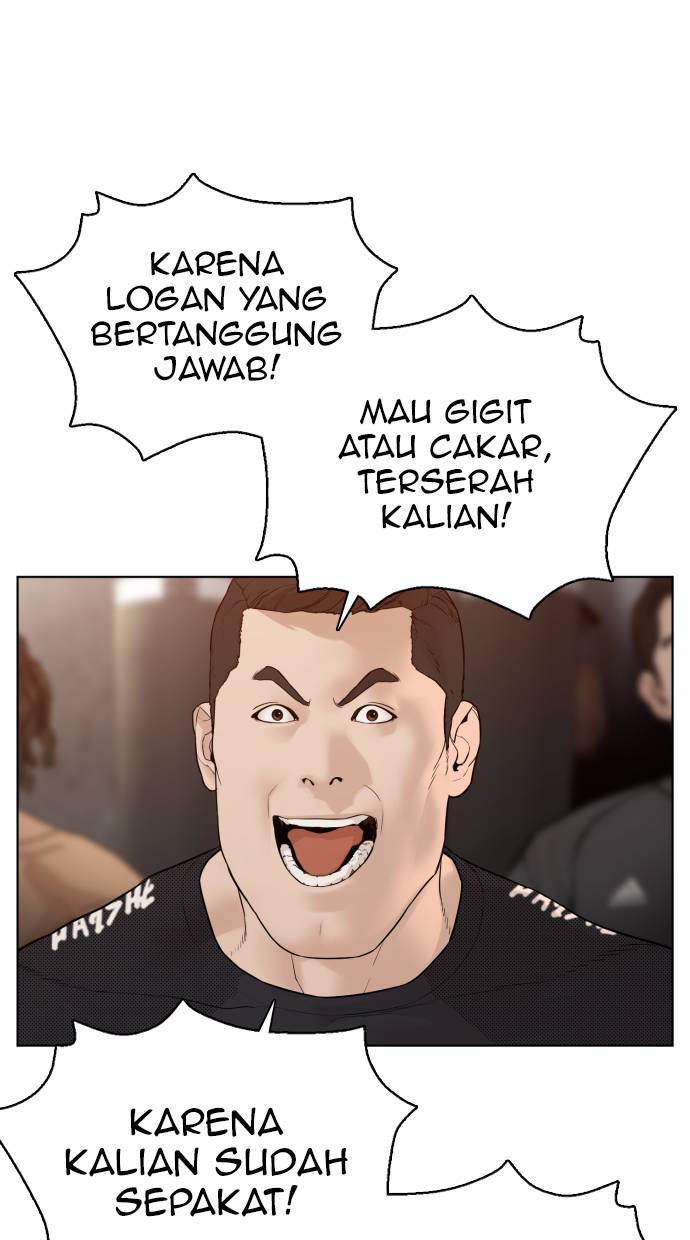 KARENA
LOGAN YANG
BERTANGGUNG
JAWAB!
MAU GIGIT
ATAU CAKAR,
TERSERAH
KALIAN!
KARENA
KALIAN SUDAH
SEPAKAT!